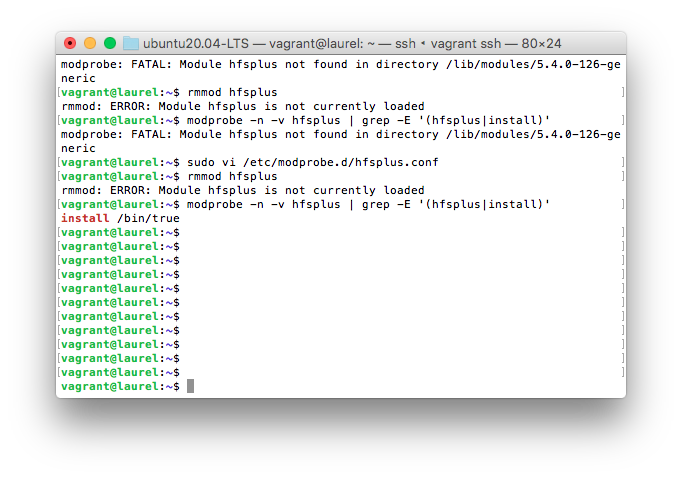 ubuntu20.04-LTS — vagrant@laurel: ~ — ssh ◂ vagrant ssh — 80×24
modprobe: FATAL: Module hfsplus not found in directory /lib/modules/5.4.0-126-ge
neric
[vagrant@laurel:~$ rmmod hfsplus ]
rmmod: ERROR: Module hfsplus is not currently loaded
[vagrant@laurel:~$ modprobe -n -v hfsplus | grep -E '(hfsplus|install)' ]
modprobe: FATAL: Module hfsplus not found in directory /lib/modules/5.4.0-126-ge
neric
[vagrant@laurel:~$ sudo vi /etc/modprobe.d/hfsplus.conf ]
[vagrant@laurel:~$ rmmod hfsplus ]
rmmod: ERROR: Module hfsplus is not currently loaded
[vagrant@laurel:~$ modprobe -n -v hfsplus | grep -E '(hfsplus|install)' ]
install /bin/true
[vagrant@laurel:~$ ]
[vagrant@laurel:~$ ]
[vagrant@laurel:~$ ]
[vagrant@laurel:~$ ]
[vagrant@laurel:~$ ]
[vagrant@laurel:~$ ]
[vagrant@laurel:~$ ]
[vagrant@laurel:~$ ]
[vagrant@laurel:~$ ]
[vagrant@laurel:~$ ]
[vagrant@laurel:~$ ]
vagrant@laurel:~$